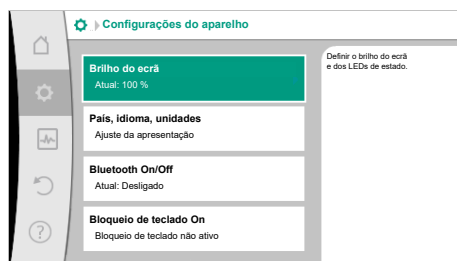 Configurações do aparelho
Brilho do ecrã
Atual: 100 %
País, idioma, unidades
Ajuste da apresentação
Bluetooth On/Off
Atual: Desligado
Bloqueio de teclado On
Bloqueio de teclado não ativo
Definir o brilho do ecrã
e dos LEDs de estado.
?